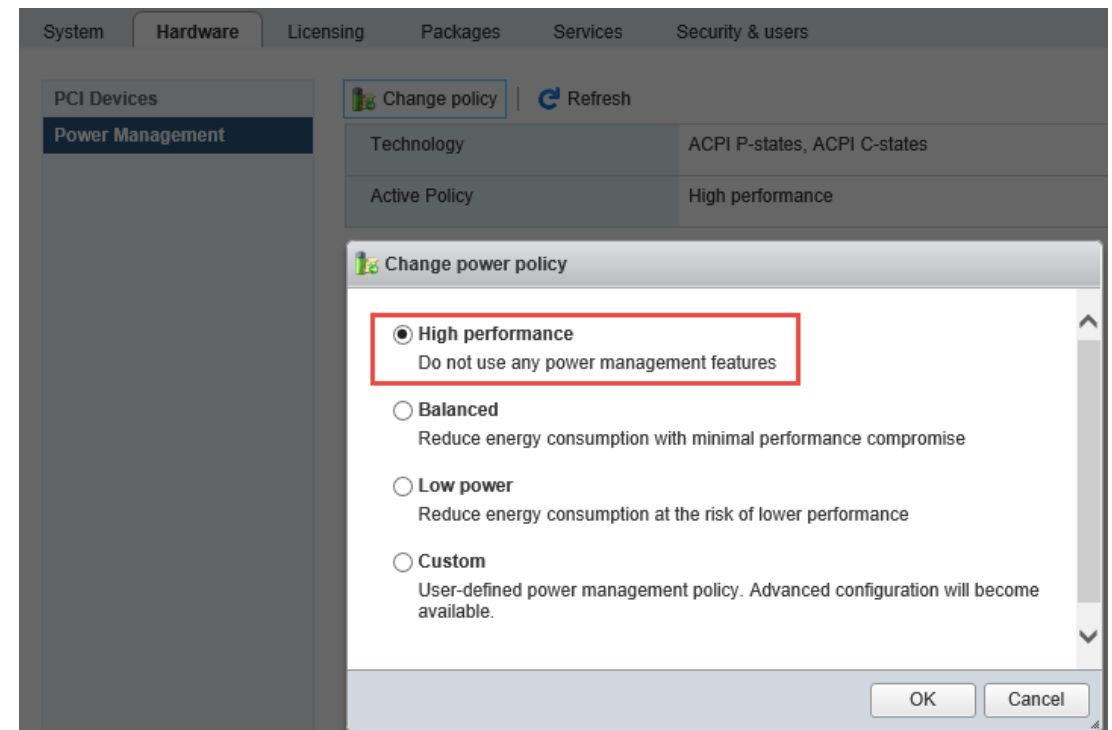 System Hardware Licensing Packages Services Security & users
PCI Devices
Power Management
Change policy Refresh
Technology ACPI P-states, ACPI C-states
Active Policy High performance
Change power policy
High performance
Do not use any power management features
Balanced
Reduce energy consumption with minimal performance compromise
Low power
Reduce energy consumption at the risk of lower performance
Custom
User-defined power management policy. Advanced configuration will become
available.
OK Cancel